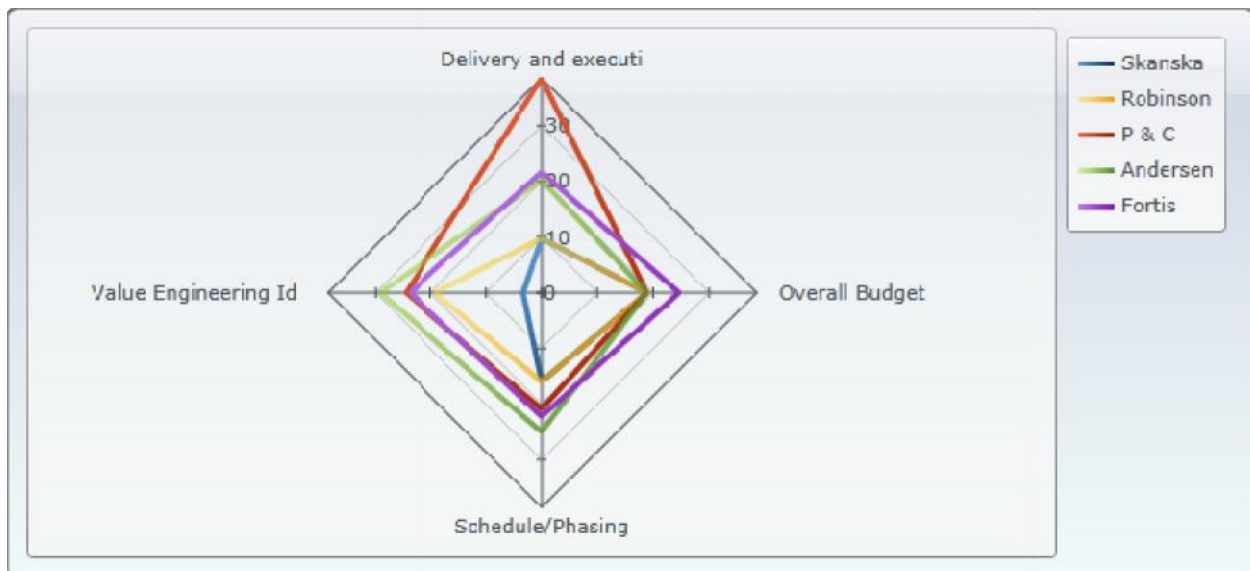 Delivery and executi
30
20
10
0
Value Engineering Id
Overall Budget
Schedule/Phasing
Skanska
Robinson
P & C
Andersen
Fortis